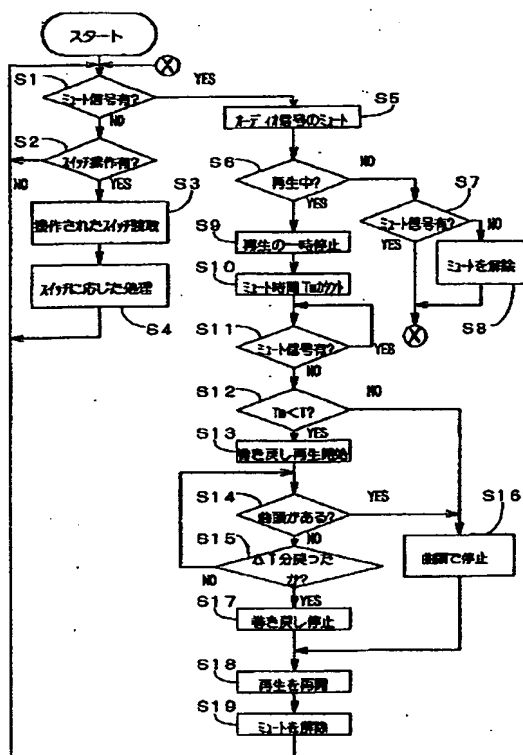 スタート
X
S1
ミュート信号有?
YES
NO
S2
スイッチ操作有?
NO
YES
S3
操作されたスイッチ読取
スイッチに応じた処理
S4
S5
オーディオ信号のミュート
S6
再生中?
NO
YES
S7
ミュート信号有?
NO
YES
ミュートを解除
S8
X
S9
再生の一時停止
S10
ミュート時間Tmカウント
S11
ミュート信号有?
YES
NO
S12
Tm<T?
NO
YES
S13
巻き戻し再生開始
S14
曲頭がある?
YES
NO
S15
ΔT分戻ったか?
NO
YES
S16
曲頭で停止
S17
巻き戻し停止
S18
再生を再開
S19
ミュートを解除